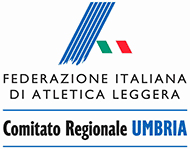 FEDERAZIONE ITALIANA
DI ATLETICA LEGGERA
Comitato Regionale UMBRIA